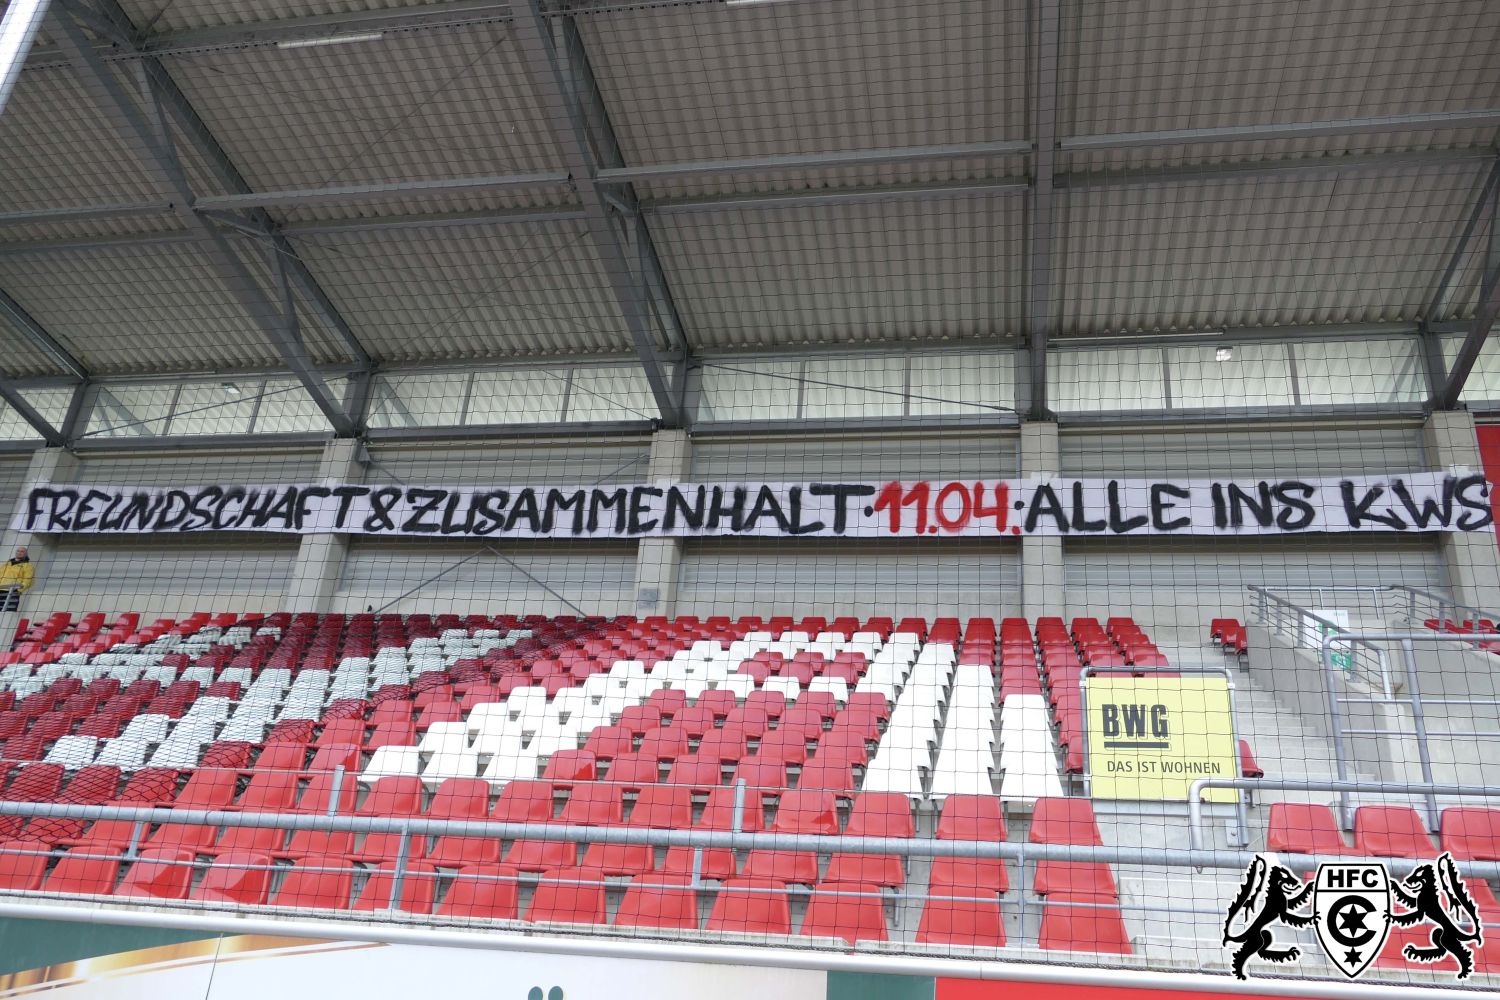 FREUNDSCHAFT & ZUSAMMENHALT · 11.04. · ALLE INS KWS
BWG
DAS IST WOHNEN
HFC